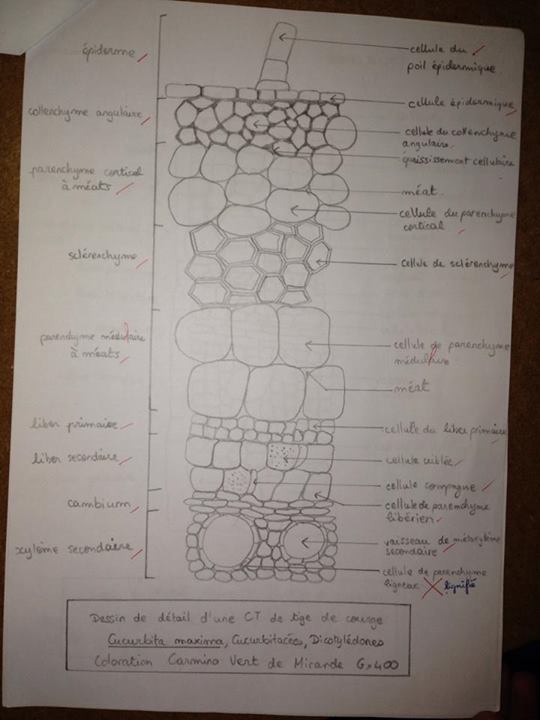 épiderme
collenchyme angulaire
parenchyme cortical
à méats
sclérenchyme
parenchyme médullaire
à méats
liber primaire
liber secondaire
cambium
xylème secondaire
cellule du
poil épidermique.
cellule épidermique
cellule du collenchyme
angulaire
épaississement cellulaire
méat
cellule du parenchyme
cortical
cellule de sclérenchyme
cellule de parenchyme
médullaire
méat
cellule du liber primaire
cellule criblée
cellule compagne
cellule de parenchyme
libérien
vaisseau de métaxylème
secondaire
cellule de parenchyme
ligneux lignifié
Dessin de détail d'une CT de tige de courge
Cucurbita maxima, Cucurbitacées, Dicotylédones
Coloration Carmino Vert de Mirande G×400